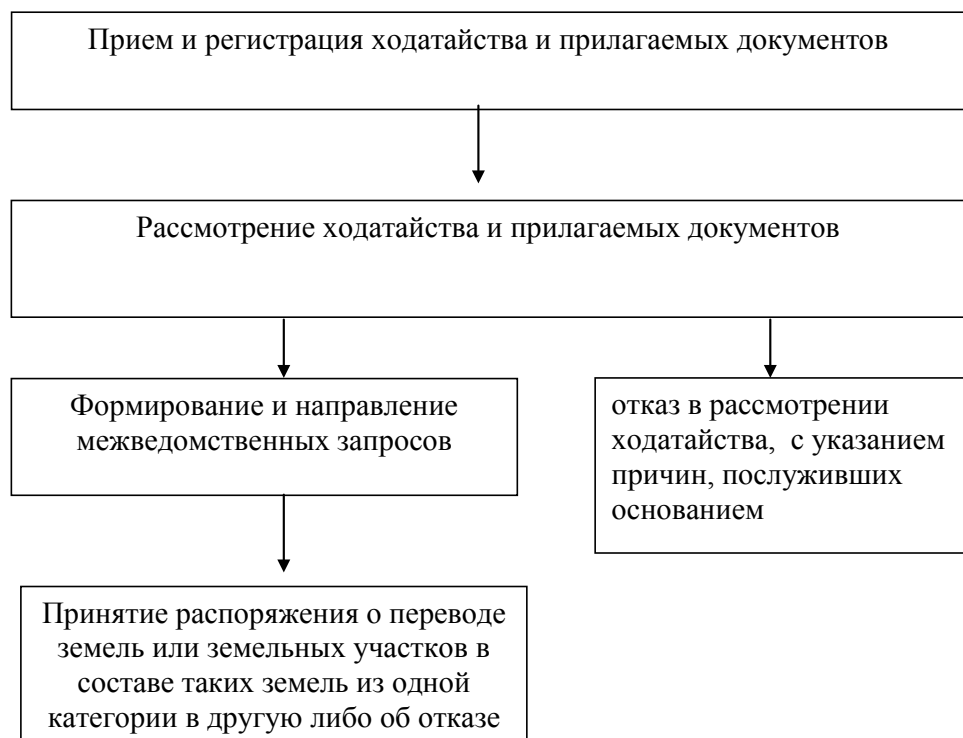 Прием и регистрация ходатайства и прилагаемых документов
Рассмотрение ходатайства и прилагаемых документов
Формирование и направление
межведомственных запросов
отказ в рассмотрении
ходатайства, с указанием
причин, послуживших
основанием
Принятие распоряжения о переводе
земель или земельных участков в
составе таких земель из одной
категории в другую либо об отказе